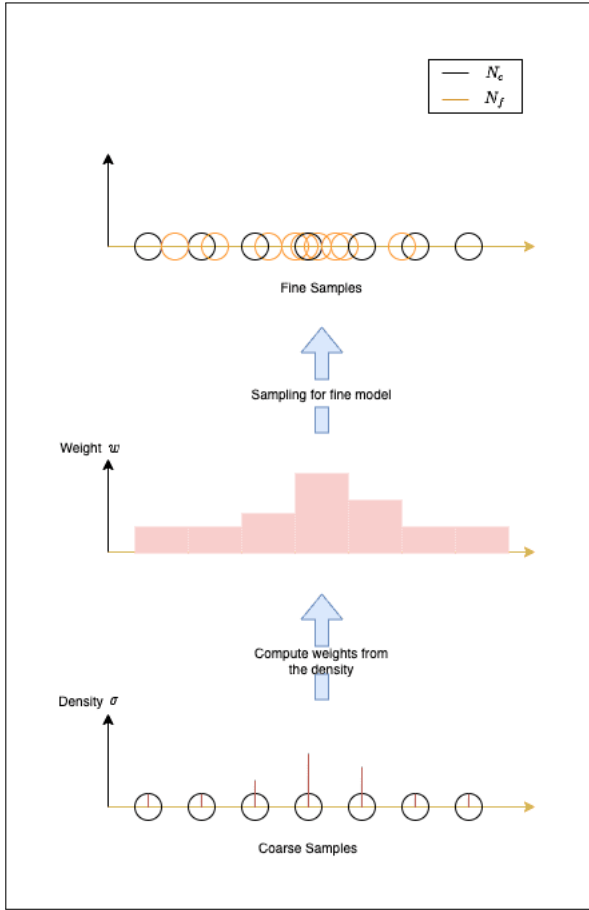 N_c
N_f
Fine Samples
Sampling for fine model
Weight w
Compute weights from
the density
Density σ
Coarse Samples